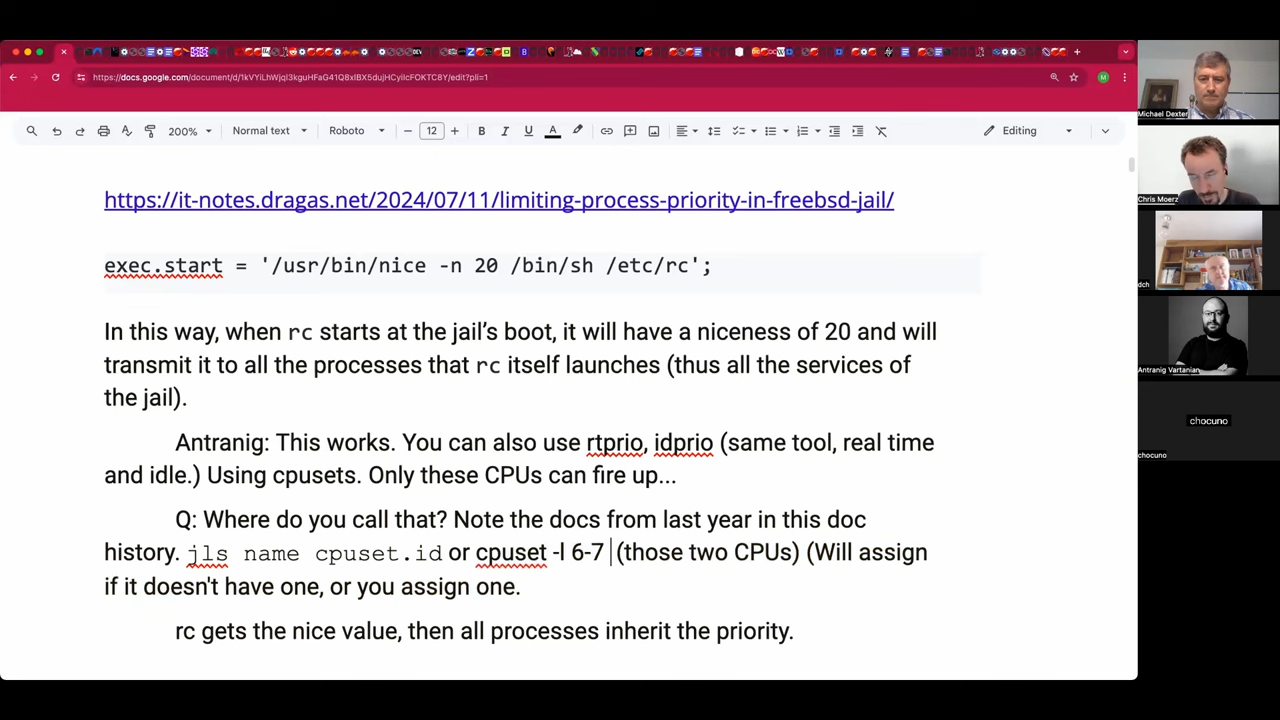 https://docs.google.com/document/d/1kVYiLhWjqI3kguHFaG41Q8xIBX5dujHCyiIcFOKTC8Y/edit?pli=1
200%
Normal text
Roboto
12
B
I
U
A
Editing
M
https://it-notes.dragas.net/2024/07/11/limiting-process-priority-in-freebsd-jail/
exec.start = '/usr/bin/nice -n 20 /bin/sh /etc/rc';
In this way, when rc starts at the jail’s boot, it will have a niceness of 20 and will
transmit it to all the processes that rc itself launches (thus all the services of
the jail).
Antranig: This works. You can also use rtprio, idprio (same tool, real time
and idle.) Using cpusets. Only these CPUs can fire up...
Q: Where do you call that? Note the docs from last year in this doc
history. jls name cpuset.id or cpuset -l 6-7 (those two CPUs) (Will assign
if it doesn't have one, or you assign one.
rc gets the nice value, then all processes inherit the priority.
Michael Dexter
Chris Moerz
dch
Antranig Vartanian
chocuno
chocuno